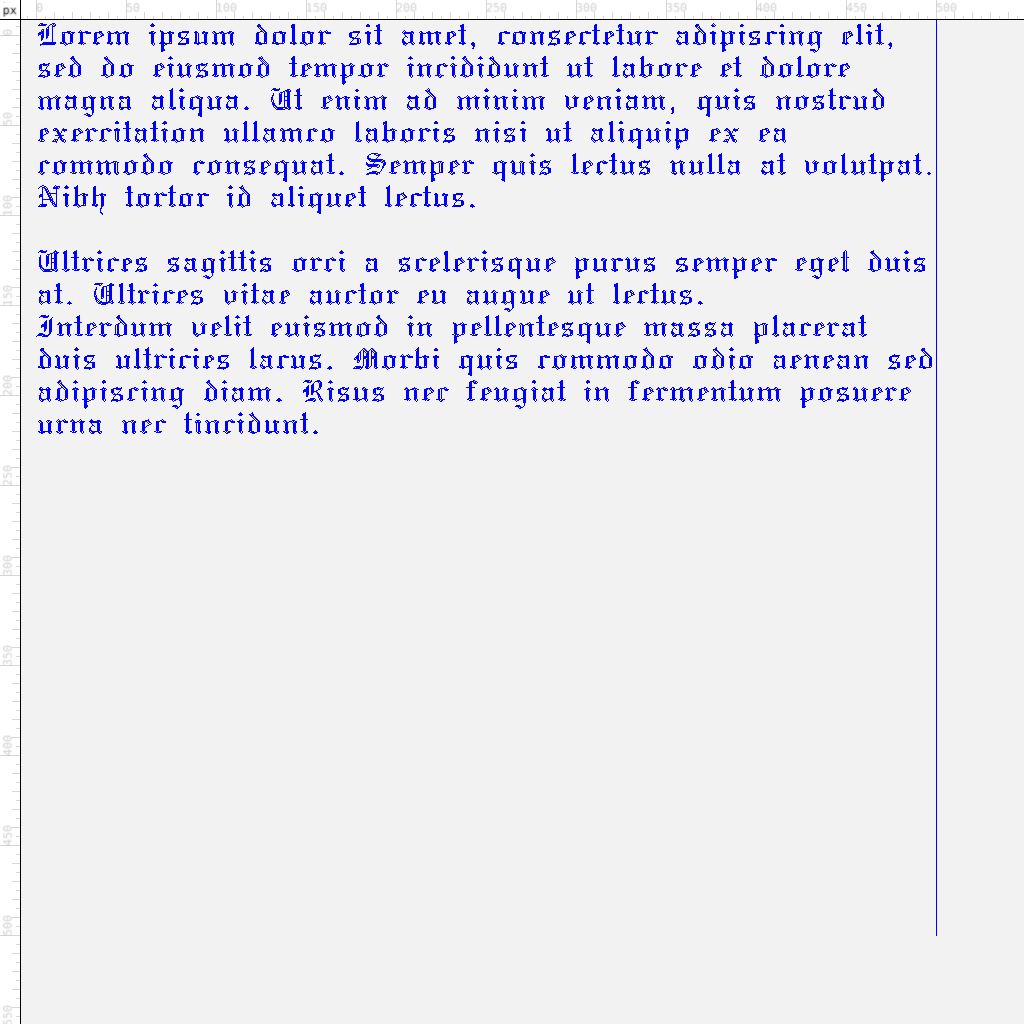 px
0 50 100 150 200 250 300 350 400 450 500
Lorem ipsum dolor sit amet, consectetur adipiscing elit,
sed do eiusmod tempor incididunt ut labore et dolore
magna aliqua. Ut enim ad minim veniam, quis nostrud
exercitation ullamco laboris nisi ut aliquip ex ea
commodo consequat. Semper quis lectus nulla at volutpat.
Nibh tortor id aliquet lectus.
Ultrices sagittis orci a scelerisque purus semper eget duis
at. Ultrices vitae auctor eu augue ut lectus.
Interdum velit euismod in pellentesque massa placerat
duis ultricies lacus. Morbi quis commodo odio aenean sed
adipiscing diam. Risus nec feugiat in fermentum posuere
urna nec tincidunt.
0
50
100
150
200
250
300
350
400
450
500
550